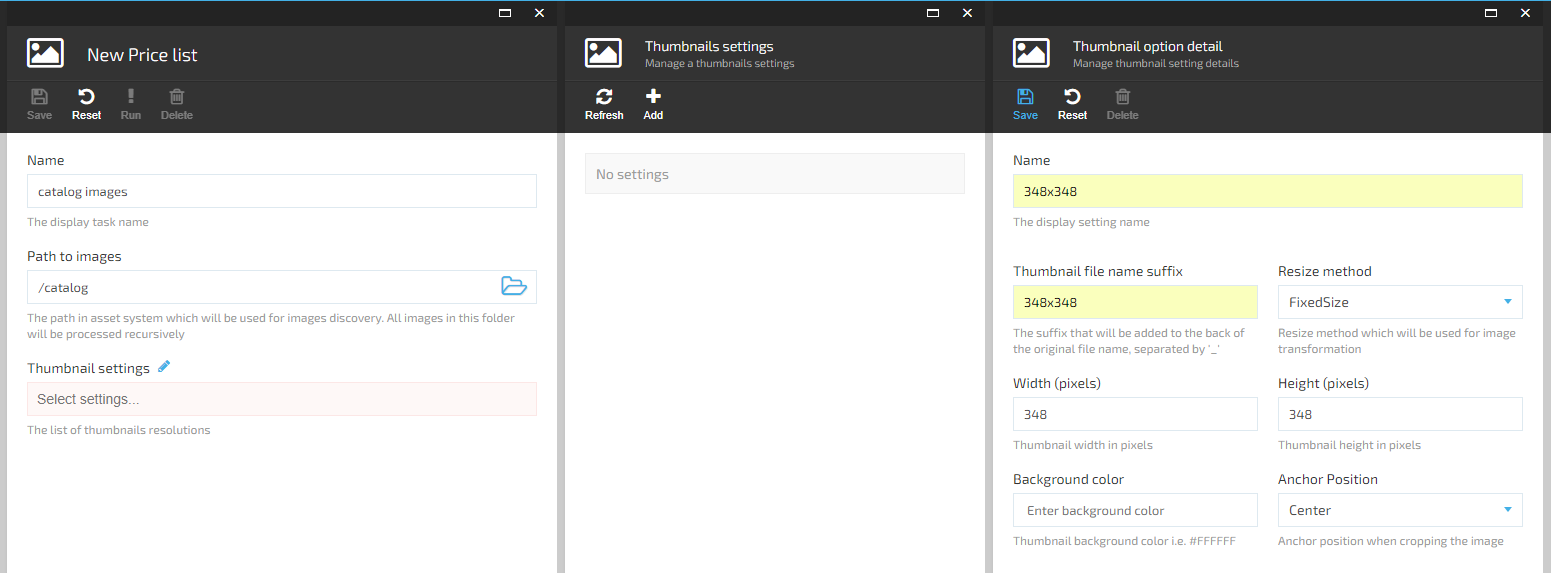 New Price list
Save Reset Run Delete
Name
catalog images
The display task name
Path to images
/catalog
The path in asset system which will be used for images discovery. All images in this folder
will be processed recursively
Thumbnail settings
Select settings...
The list of thumbnails resolutions
Thumbnails settings
Manage a thumbnails settings
Refresh Add
No settings
Thumbnail option detail
Manage thumbnail setting details
Save Reset Delete
Name
348x348
The display setting name
Thumbnail file name suffix
348x348
The suffix that will be added to the back of
the original file name, separated by '_'
Resize method
FixedSize
Resize method which will be used for image
transformation
Width (pixels)
348
Thumbnail width in pixels
Height (pixels)
348
Thumbnail height in pixels
Background color
Enter background color
Thumbnail background color i.e. #FFFFFF
Anchor Position
Center
Anchor position when cropping the image